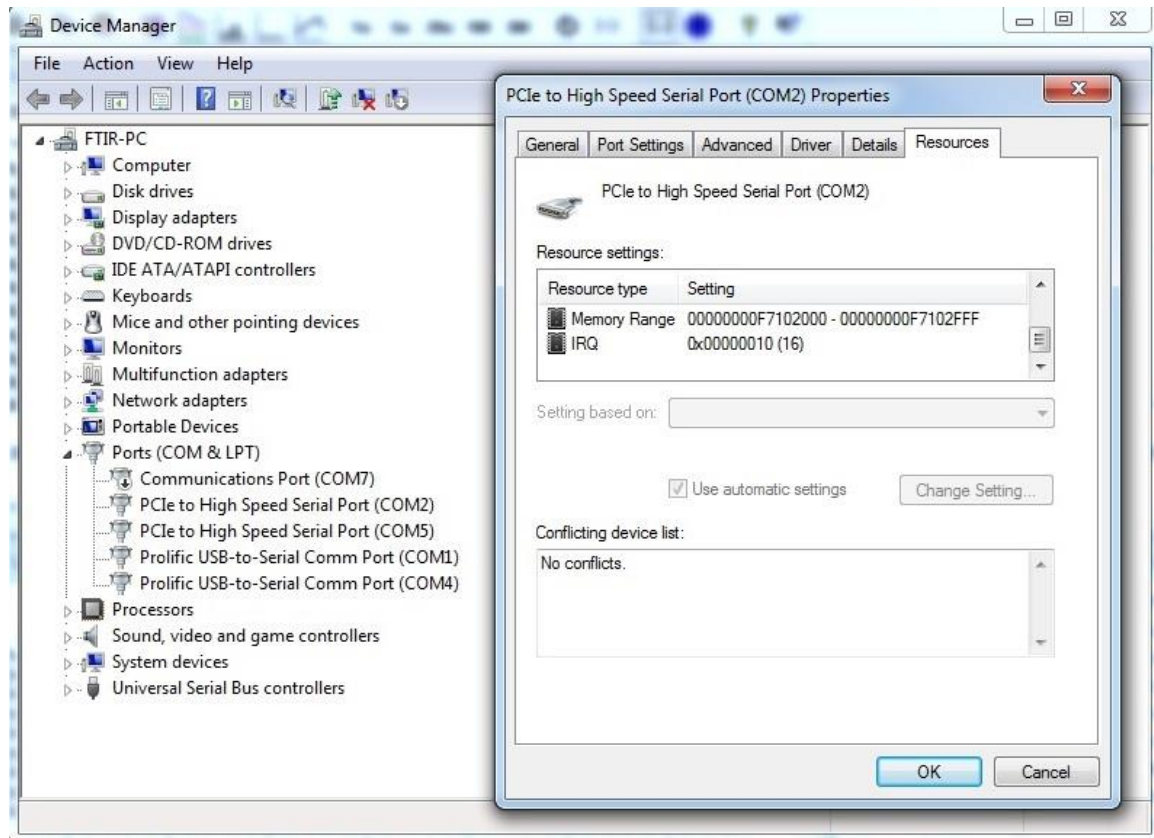 Device Manager
File Action View Help
FTIR-PC
Computer
Disk drives
Display adapters
DVD/CD-ROM drives
IDE ATA/ATAPI controllers
Keyboards
Mice and other pointing devices
Monitors
Multifunction adapters
Network adapters
Portable Devices
Ports (COM & LPT)
Communications Port (COM7)
PCIe to High Speed Serial Port (COM2)
PCIe to High Speed Serial Port (COM5)
Prolific USB-to-Serial Comm Port (COM1)
Prolific USB-to-Serial Comm Port (COM4)
Processors
Sound, video and game controllers
System devices
Universal Serial Bus controllers
PCIe to High Speed Serial Port (COM2) Properties
General Port Settings Advanced Driver Details Resources
PCIe to High Speed Serial Port (COM2)
Resource settings:
Resource type Setting
Memory Range 00000000F7102000 - 00000000F7102FFF
IRQ 0x00000010 (16)
Setting based on:
Use automatic settings Change Setting...
Conflicting device list:
No conflicts.
OK Cancel